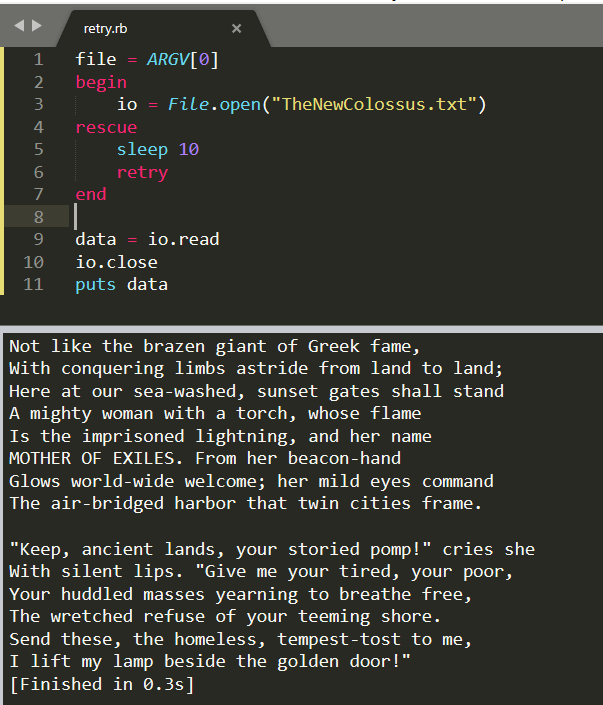 retry.rb
1 file = ARGV[0]
2 begin
3 io = File.open("TheNewColossus.txt")
4 rescue
5 sleep 10
6 retry
7 end
8
9 data = io.read
10 io.close
11 puts data
Not like the brazen giant of Greek fame,
With conquering limbs astride from land to land;
Here at our sea-washed, sunset gates shall stand
A mighty woman with a torch, whose flame
Is the imprisoned lightning, and her name
MOTHER OF EXILES. From her beacon-hand
Glows world-wide welcome; her mild eyes command
The air-bridged harbor that twin cities frame.
"Keep, ancient lands, your storied pomp!" cries she
With silent lips. "Give me your tired, your poor,
Your huddled masses yearning to breathe free,
The wretched refuse of your teeming shore.
Send these, the homeless, tempest-tost to me,
I lift my lamp beside the golden door!"
[Finished in 0.3s]